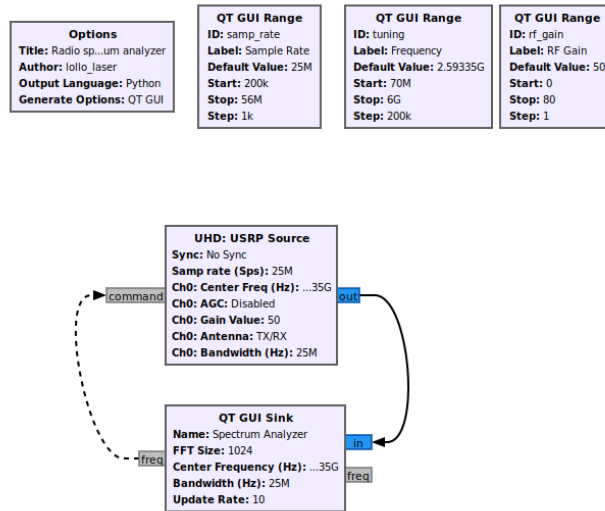 Options
Title: Radio sp...um analyzer
Author: lollo_laser
Output Language: Python
Generate Options: QT GUI
QT GUI Range
ID: samp_rate
Label: Sample Rate
Default Value: 25M
Start: 200k
Stop: 56M
Step: 1k
QT GUI Range
ID: tuning
Label: Frequency
Default Value: 2.59335G
Start: 70M
Stop: 6G
Step: 200k
QT GUI Range
ID: rf_gain
Label: RF Gain
Default Value: 50
Start: 0
Stop: 80
Step: 1
UHD: USRP Source
Sync: No Sync
Samp rate (Sps): 25M
Ch0: Center Freq (Hz): ...35G
Ch0: AGC: Disabled
Ch0: Gain Value: 50
Ch0: Antenna: TX/RX
Ch0: Bandwidth (Hz): 25M
command
out
QT GUI Sink
Name: Spectrum Analyzer
FFT Size: 1024
Center Frequency (Hz): ...35G
Bandwidth (Hz): 25M
Update Rate: 10
freq
in
freq